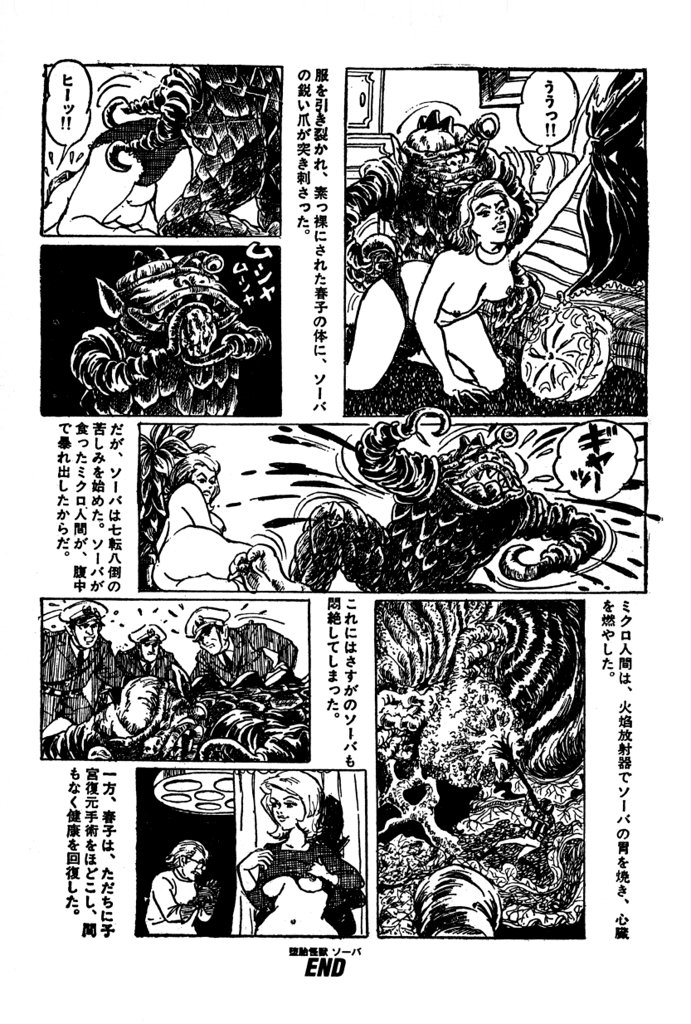 ううっ!!
服を引き裂かれ、素っ裸にされた春子の体に、ソーバ
の鋭い爪が突き刺さった。
ヒーッ!!
ムシャ
ムシャ
ギャーッ
だが、ソーバは七転八倒の
苦しみを始めた。ソーバが
食ったミクロ人間が、腹中
で暴れ出したからだ。
ミクロ人間は、火焰放射器でソーバの胃を焼き、心臓
を燃やした。
これにはさすがのソーバも
悶絶してしまった。
一方、春子は、ただちに子
宮復元手術をほどこし、間
もなく健康を回復した。
堕胎怪獣 ソーバ
END